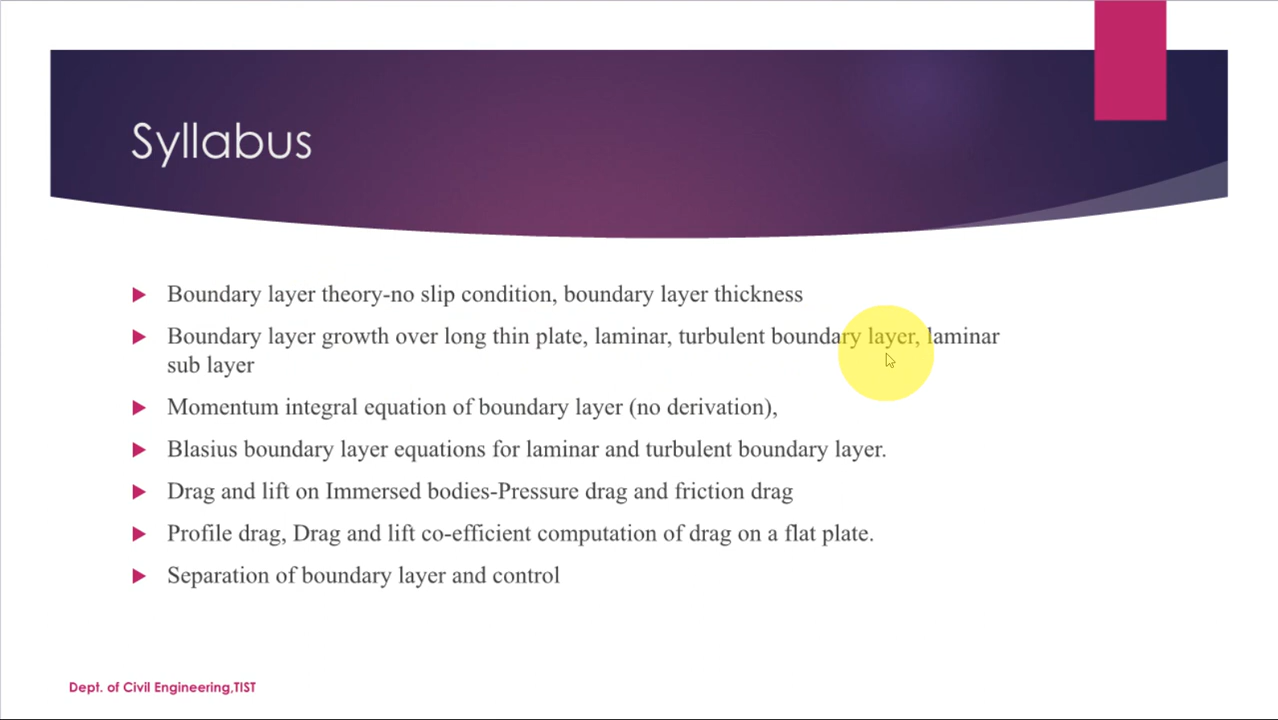 Syllabus
Boundary layer theory-no slip condition, boundary layer thickness
Boundary layer growth over long thin plate, laminar, turbulent boundary layer, laminar
sub layer
Momentum integral equation of boundary layer (no derivation),
Blasius boundary layer equations for laminar and turbulent boundary layer.
Drag and lift on Immersed bodies-Pressure drag and friction drag
Profile drag, Drag and lift co-efficient computation of drag on a flat plate.
Separation of boundary layer and control
Dept. of Civil Engineering,TIST